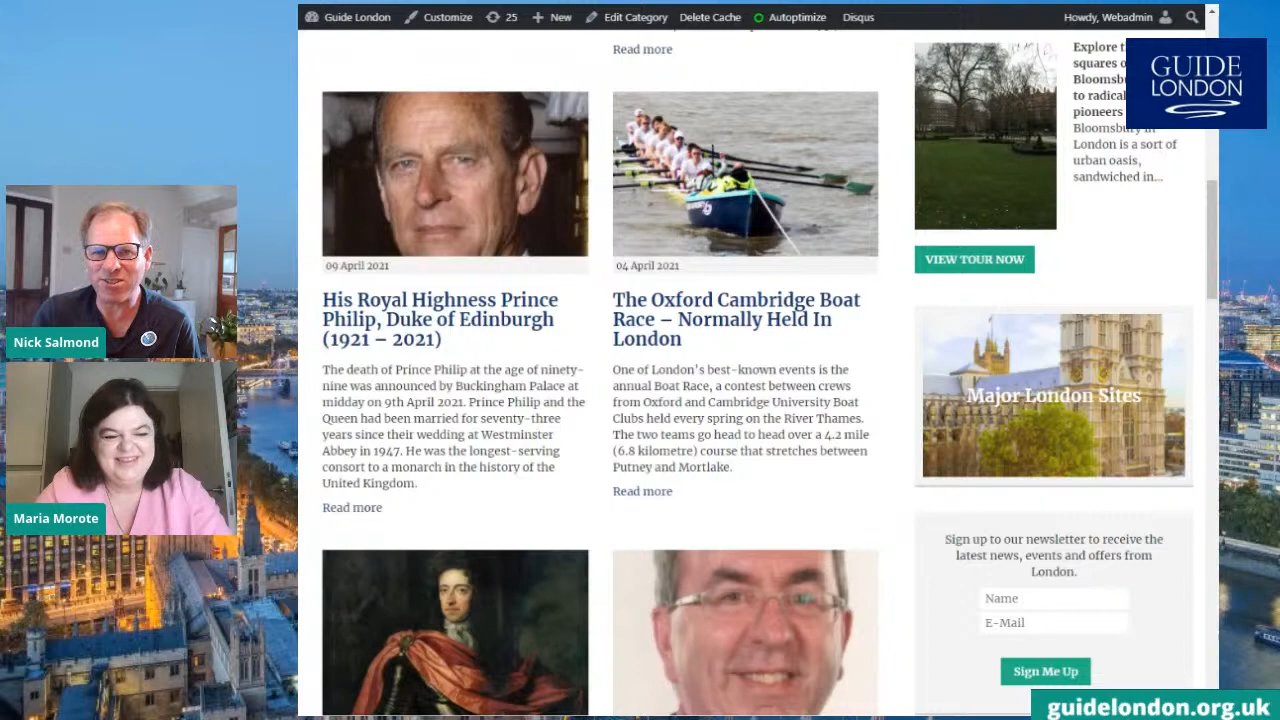 Guide London
Customize
25
New
Edit Category
Delete Cache
Autoptimize
Disqus
Howdy, Webadmin
Read more
09 April 2021
His Royal Highness Prince
Philip, Duke of Edinburgh
(1921 – 2021)
The death of Prince Philip at the age of ninety-
nine was announced by Buckingham Palace at
midday on 9th April 2021. Prince Philip and the
Queen had been married for seventy-three
years since their wedding at Westminster
Abbey in 1947. He was the longest-serving
consort to a monarch in the history of the
United Kingdom.
Read more
04 April 2021
The Oxford Cambridge Boat
Race – Normally Held In
London
One of London's best-known events is the
annual Boat Race, a contest between crews
from Oxford and Cambridge University Boat
Clubs held every spring on the River Thames.
The two teams go head to head over a 4.2 mile
(6.8 kilometre) course that stretches between
Putney and Mortlake.
Read more
Explore
squares
Bloomsb
to radical
pioneers
Bloomsbury in
London is a sort of
urban oasis,
sandwiched in...
GUIDE
LONDON
VIEW TOUR NOW
Major London Sites
Sign up to our newsletter to receive the
latest news, events and offers from
London.
Name
E-Mail
Sign Me Up
guidelondon.org.uk
Nick Salmond
Maria Morote